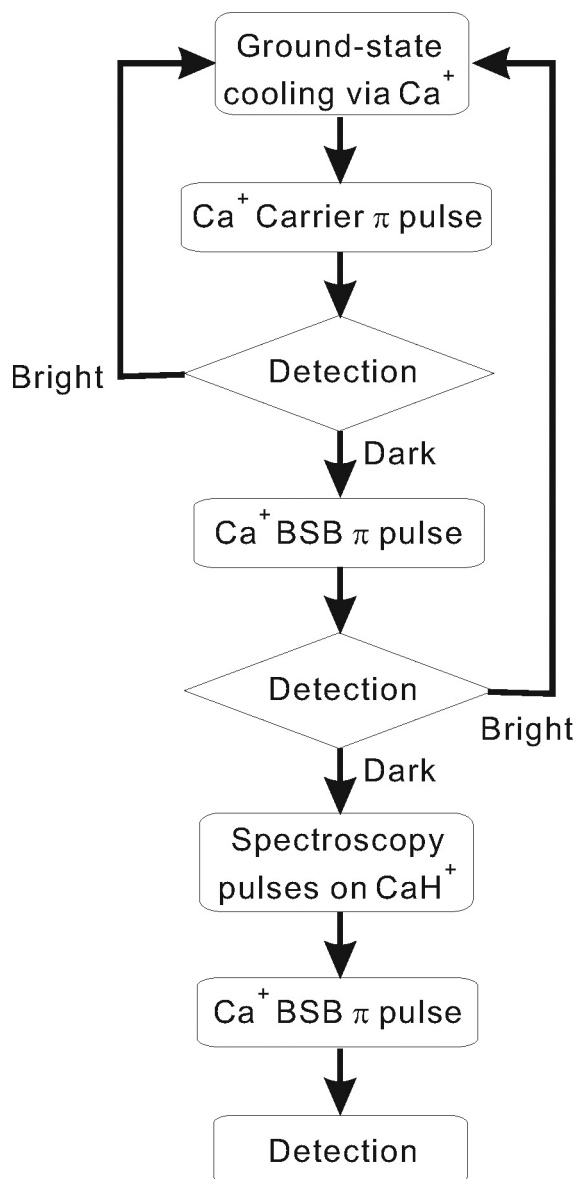 Ground-state
cooling via Ca⁺
Ca⁺ Carrier π pulse
Detection
Bright
Dark
Ca⁺ BSB π pulse
Detection
Bright
Dark
Spectroscopy
pulses on CaH⁺
Ca⁺ BSB π pulse
Detection